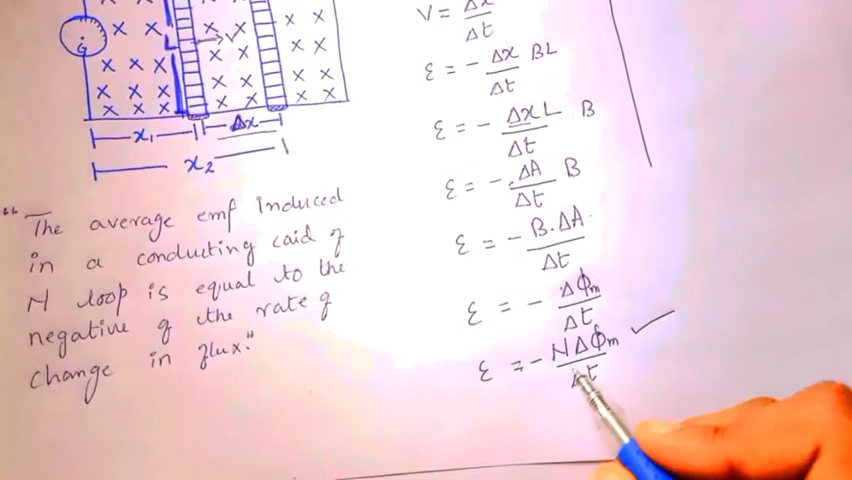 G
L
V
x₁
Δx
x₂
"The average emf induced
in a conducting coid of
N loop is equal to the
negative of the rate of
change in flux."
V = Δx/Δt
ε = - Δx/Δt BL
ε = - ΔxL/Δt . B
ε = - ΔA/Δt B
ε = - B.ΔA/Δt
ε = - Δϕm/Δt
ε = - NΔϕm/Δt ✓